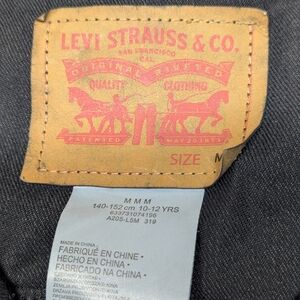 LEVI STRAUSS & CO.
SAN FRANCISCO
CAL.
ORIGINAL RIVETED
QUALITY CLOTHING
PATENTED MAY 20 1873
SIZE M
M M M
140-152 cm 10-12 YRS
633731074196
A205-L5M 319
MADE IN CHINA
FABRIQUÉ EN CHINE
HECHO EN CHINA
FABRICADO NA CHINA